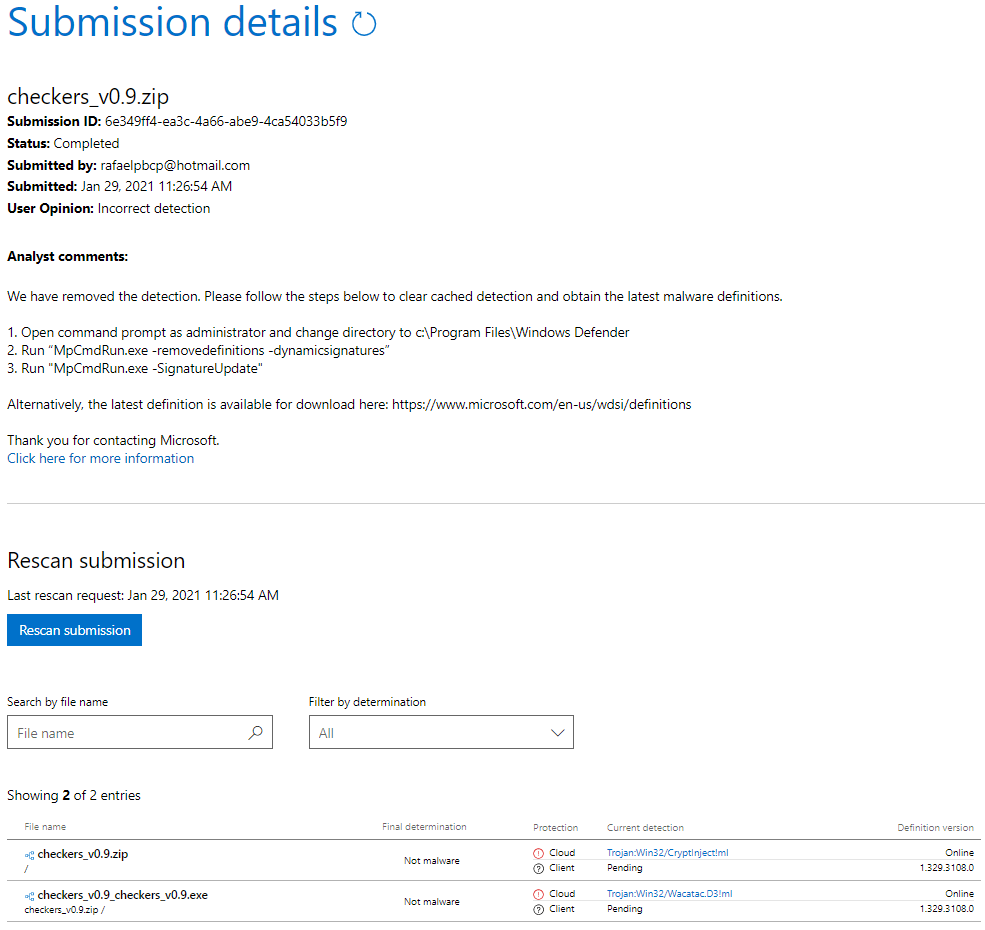 Submission details
checkers_v0.9.zip
Submission ID: 6e349ff4-ea3c-4a66-abe9-4ca54033b5f9
Status: Completed
Submitted by: rafaelpbcp@hotmail.com
Submitted: Jan 29, 2021 11:26:54 AM
User Opinion: Incorrect detection
Analyst comments:
We have removed the detection. Please follow the steps below to clear cached detection and obtain the latest malware definitions.
1. Open command prompt as administrator and change directory to c:\Program Files\Windows Defender
2. Run “MpCmdRun.exe -removedefinitions -dynamicsignatures”
3. Run "MpCmdRun.exe -SignatureUpdate"
Alternatively, the latest definition is available for download here: https://www.microsoft.com/en-us/wdsi/definitions
Thank you for contacting Microsoft.
Click here for more information
Rescan submission
Last rescan request: Jan 29, 2021 11:26:54 AM
Rescan submission
Search by file name Filter by determination
File name All
Showing 2 of 2 entries
File name Final determination Protection Current detection Definition version
checkers_v0.9.zip Not malware Cloud Trojan:Win32/CryptInject!ml Online
/ Client Pending 1.329.3108.0
checkers_v0.9_checkers_v0.9.exe Not malware Cloud Trojan:Win32/Wacatac.D3!ml Online
checkers_v0.9.zip / Client Pending 1.329.3108.0